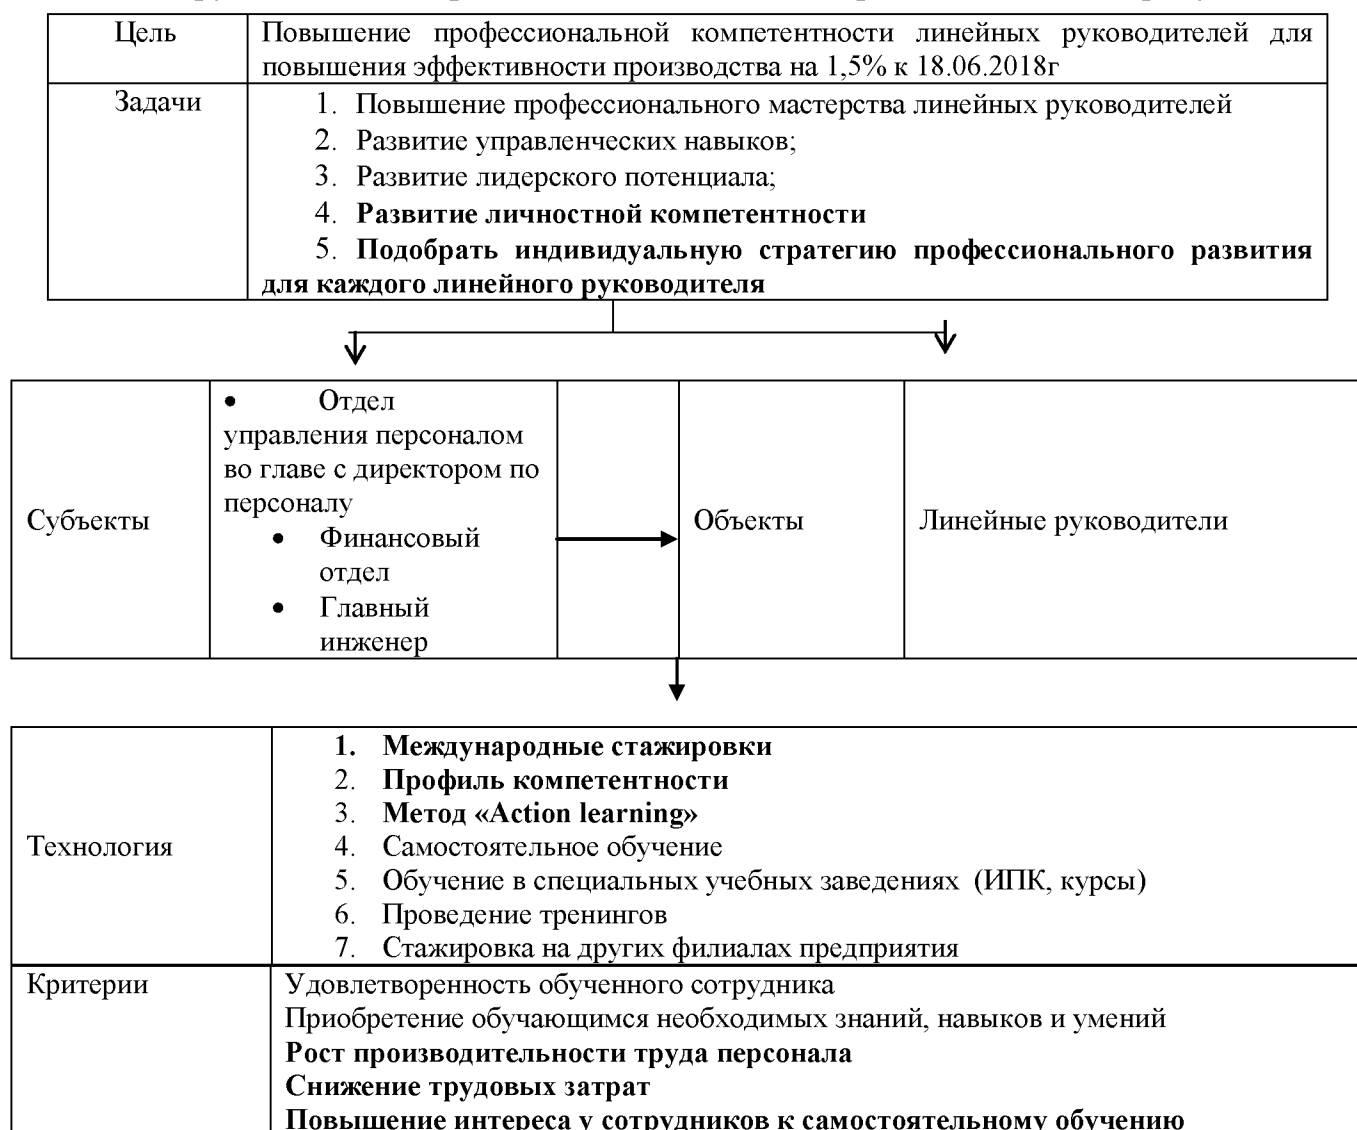 Цель
Повышение профессиональной компетентности линейных руководителей для
повышения эффективности производства на 1,5% к 18.06.2018г
Задачи
1. Повышение профессионального мастерства линейных руководителей
2. Развитие управленческих навыков;
3. Развитие лидерского потенциала;
4. Развитие личностной компетентности
5. Подобрать индивидуальную стратегию профессионального развития
для каждого линейного руководителя
Субъекты
• Отдел
управления персоналом
во главе с директором по
персоналу
• Финансовый
отдел
• Главный
инженер
Объекты
Линейные руководители
Технология
1. Международные стажировки
2. Профиль компетентности
3. Метод «Action learning»
4. Самостоятельное обучение
5. Обучение в специальных учебных заведениях (ИПК, курсы)
6. Проведение тренингов
7. Стажировка на других филиалах предприятия
Критерии
Удовлетворенность обученного сотрудника
Приобретение обучающимся необходимых знаний, навыков и умений
Рост производительности труда персонала
Снижение трудовых затрат
Повышение интереса у сотрудников к самостоятельному обучению